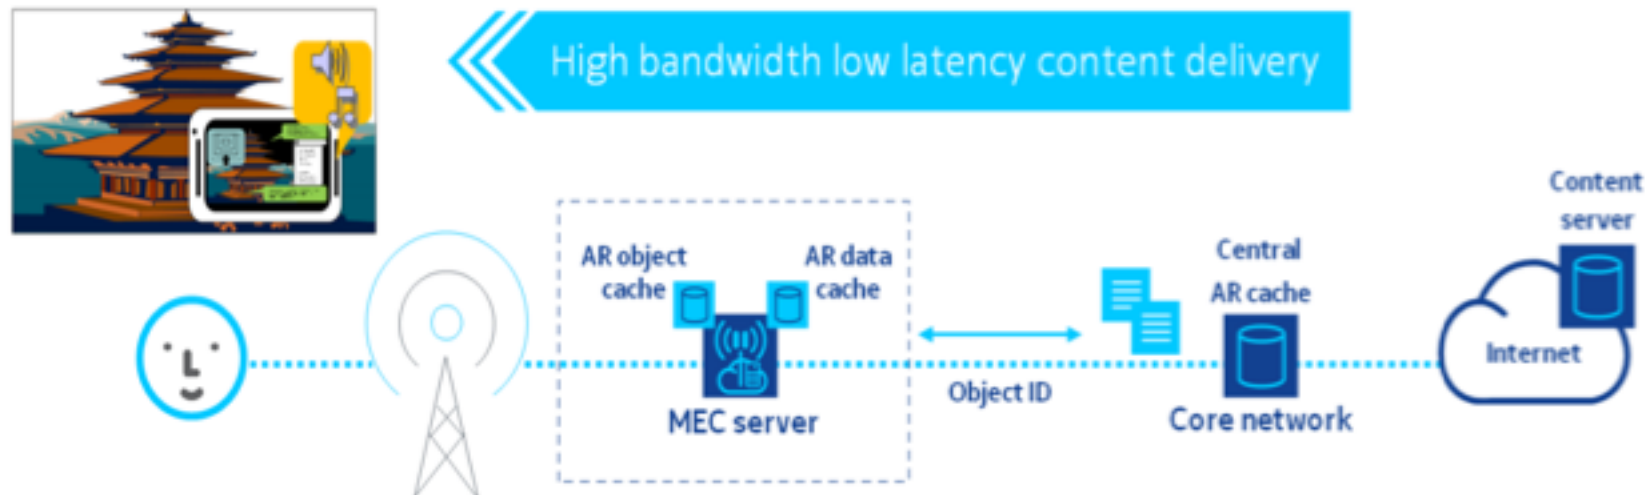 High bandwidth low latency content delivery
Content
server
AR object
cache
AR data
cache
Central
AR cache
Internet
Object ID
MEC server
Core network